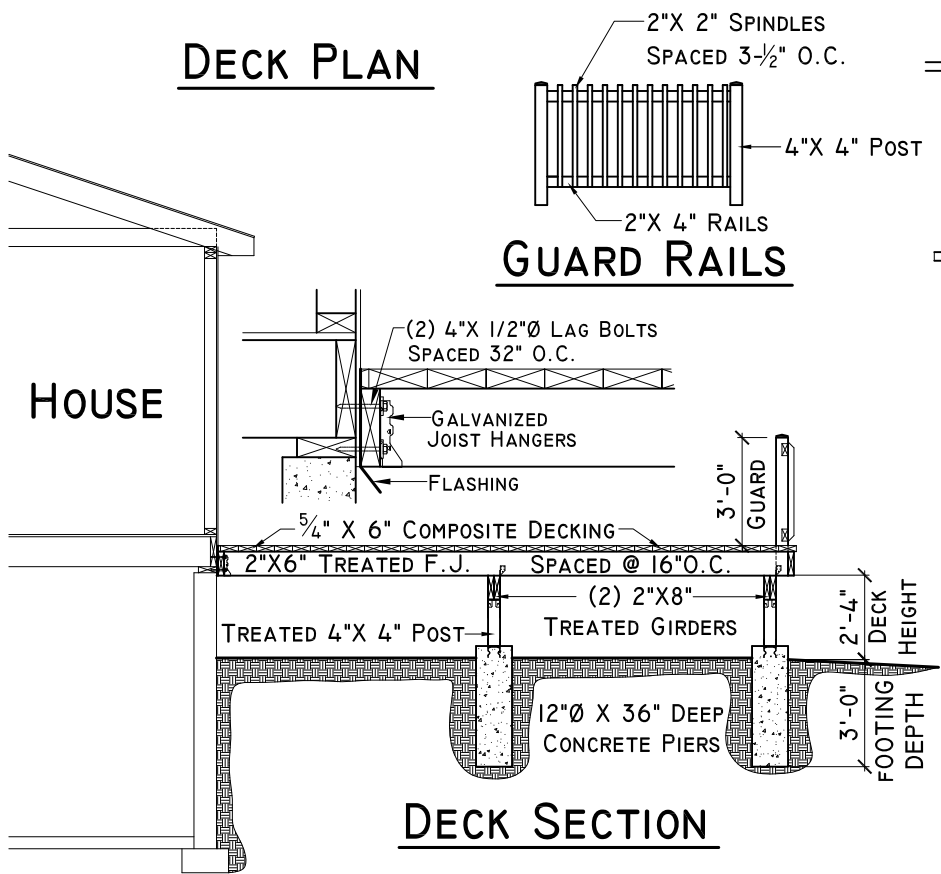 DECK PLAN
2"X 2" SPINDLES
SPACED 3-½" O.C.
4"X 4" POST
2"X 4" RAILS
GUARD RAILS
(2) 4"X 1/2"Ø LAG BOLTS
SPACED 32" O.C.
HOUSE
GALVANIZED
JOIST HANGERS
FLASHING
3'-0"
GUARD
5/4" X 6" COMPOSITE DECKING
2"X6" TREATED F.J. SPACED @ 16"O.C.
(2) 2"X8"
TREATED GIRDERS
TREATED 4"X 4" POST
2'-4"
DECK
HEIGHT
12"Ø X 36" DEEP
CONCRETE PIERS
3'-0"
FOOTING
DEPTH
DECK SECTION